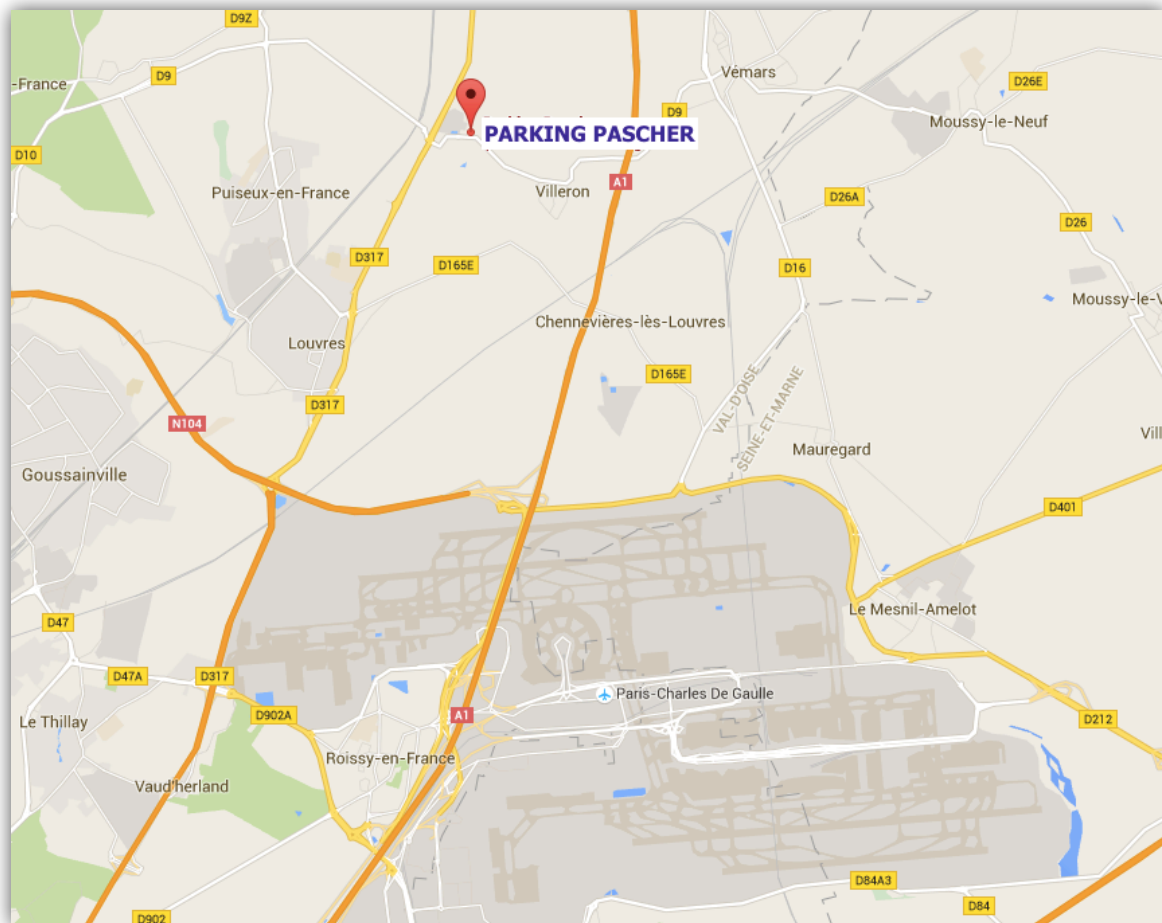 D9Z
D9
-France
Vémars
D26E
D9
Moussy-le-Neuf
PARKING PASCHER
D10
A1
Puiseux-en-France
Villeron
D26A
D26
D317
D165E
D16
Moussy-le-V
Chennevières-lès-Louvres
Louvres
D165E
VAL-D'OISE
SEINE-ET-MARNE
D317
N104
Vill
Mauregard
Goussainville
D401
Le Mesnil-Amelot
D47
D47A
D317
Paris-Charles De Gaulle
D902A
A1
Le Thillay
D212
Roissy-en-France
Vaud'herland
D84A3
D84
D902